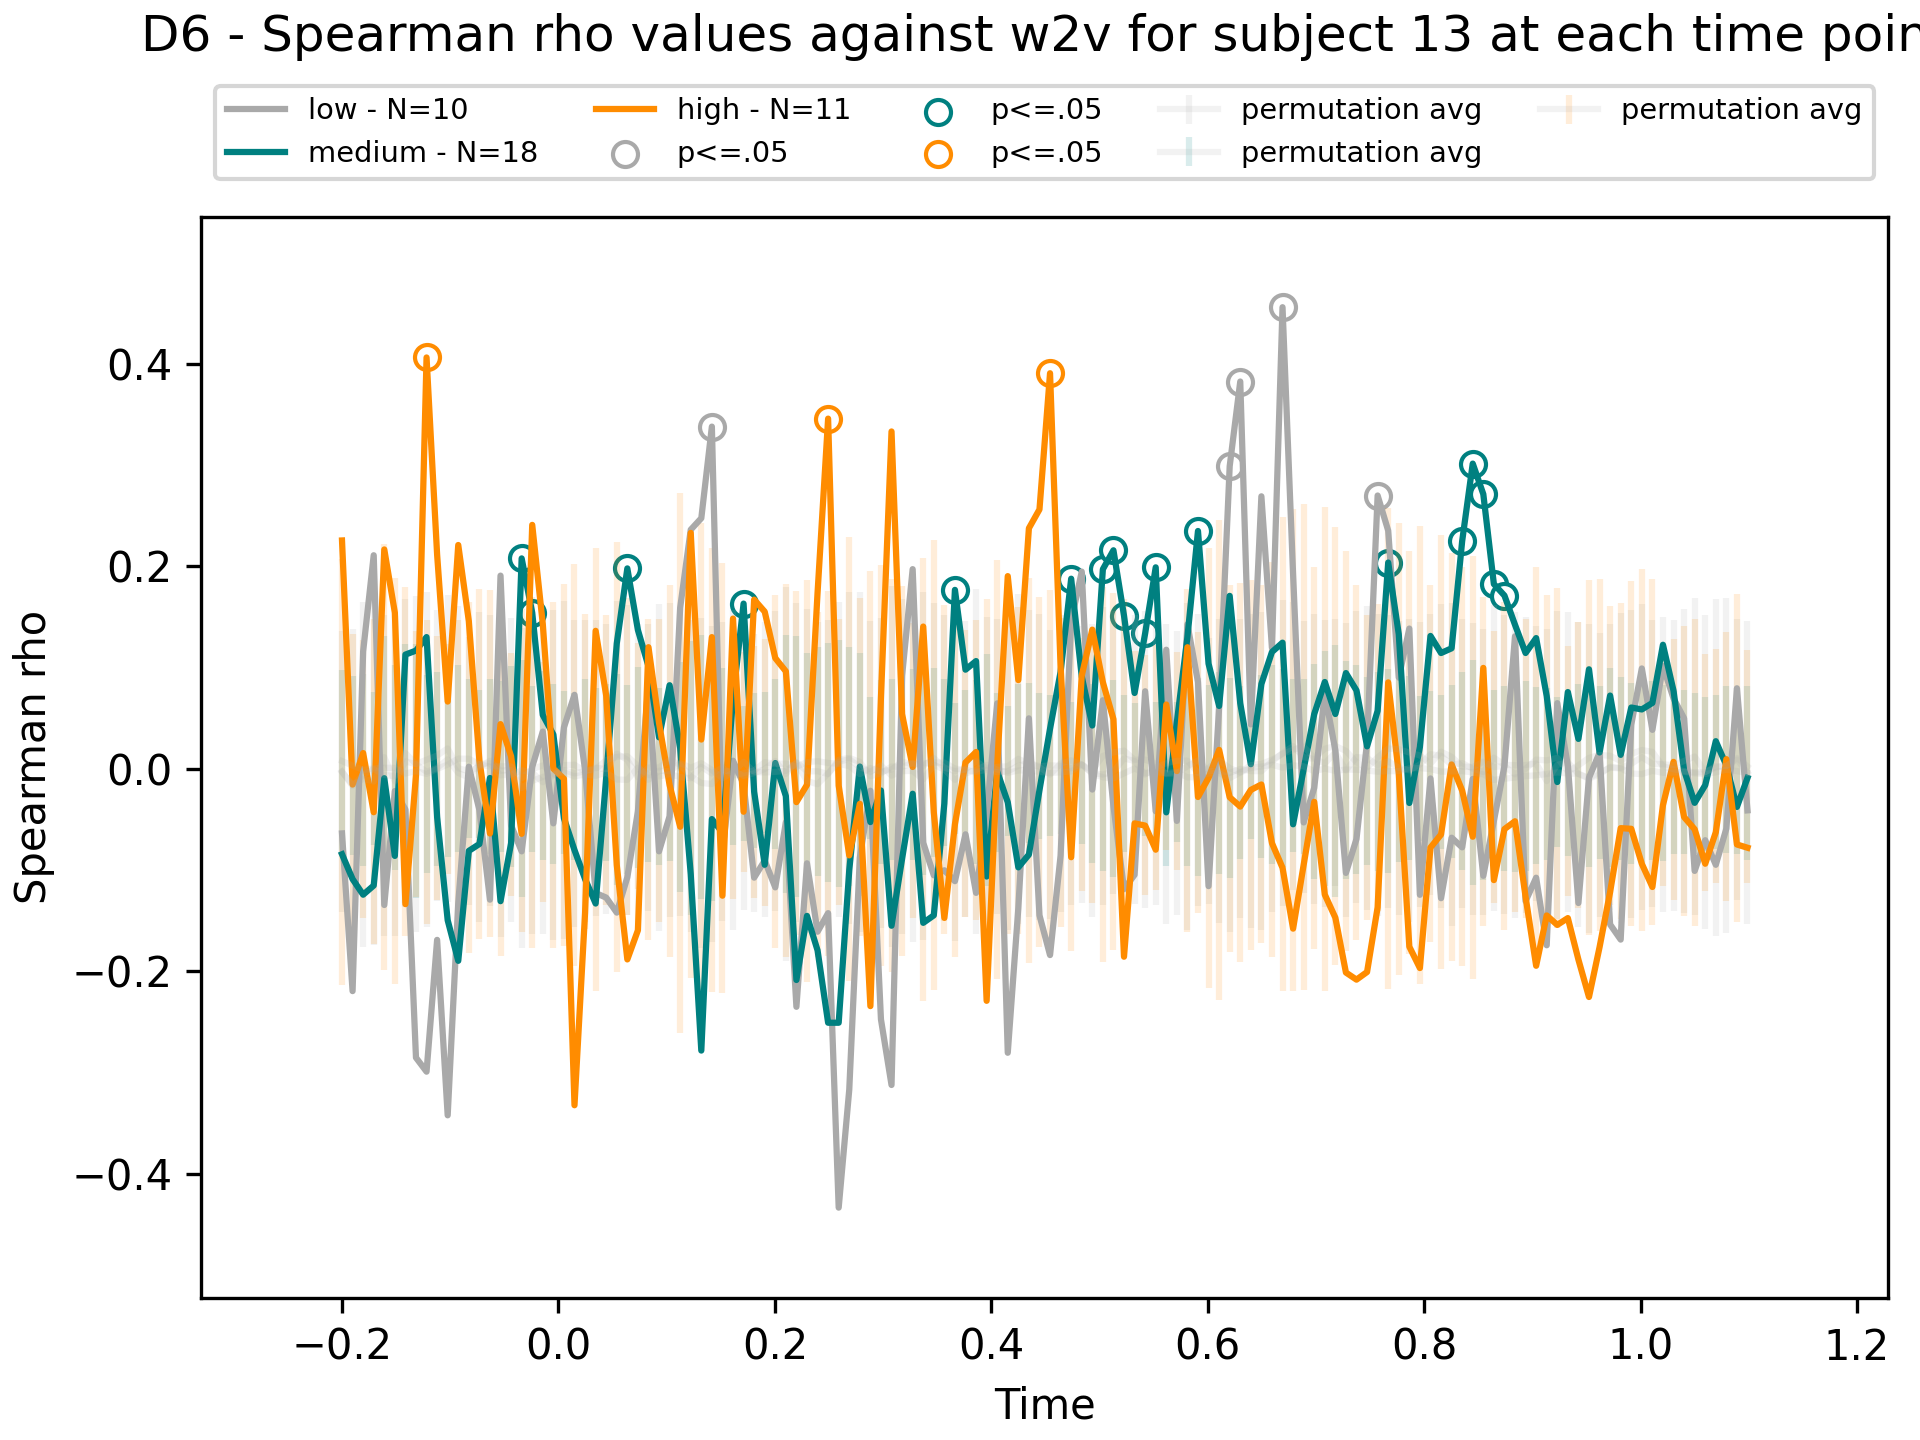 D6 - Spearman rho values against w2v for subject 13 at each time poin
low - N=10
medium - N=18
high - N=11
p<=.05
p<=.05
p<=.05
permutation avg
permutation avg
permutation avg
Spearman rho
0.4
0.2
0.0
−0.2
−0.4
−0.2 0.0 0.2 0.4 0.6 0.8 1.0 1.2
Time